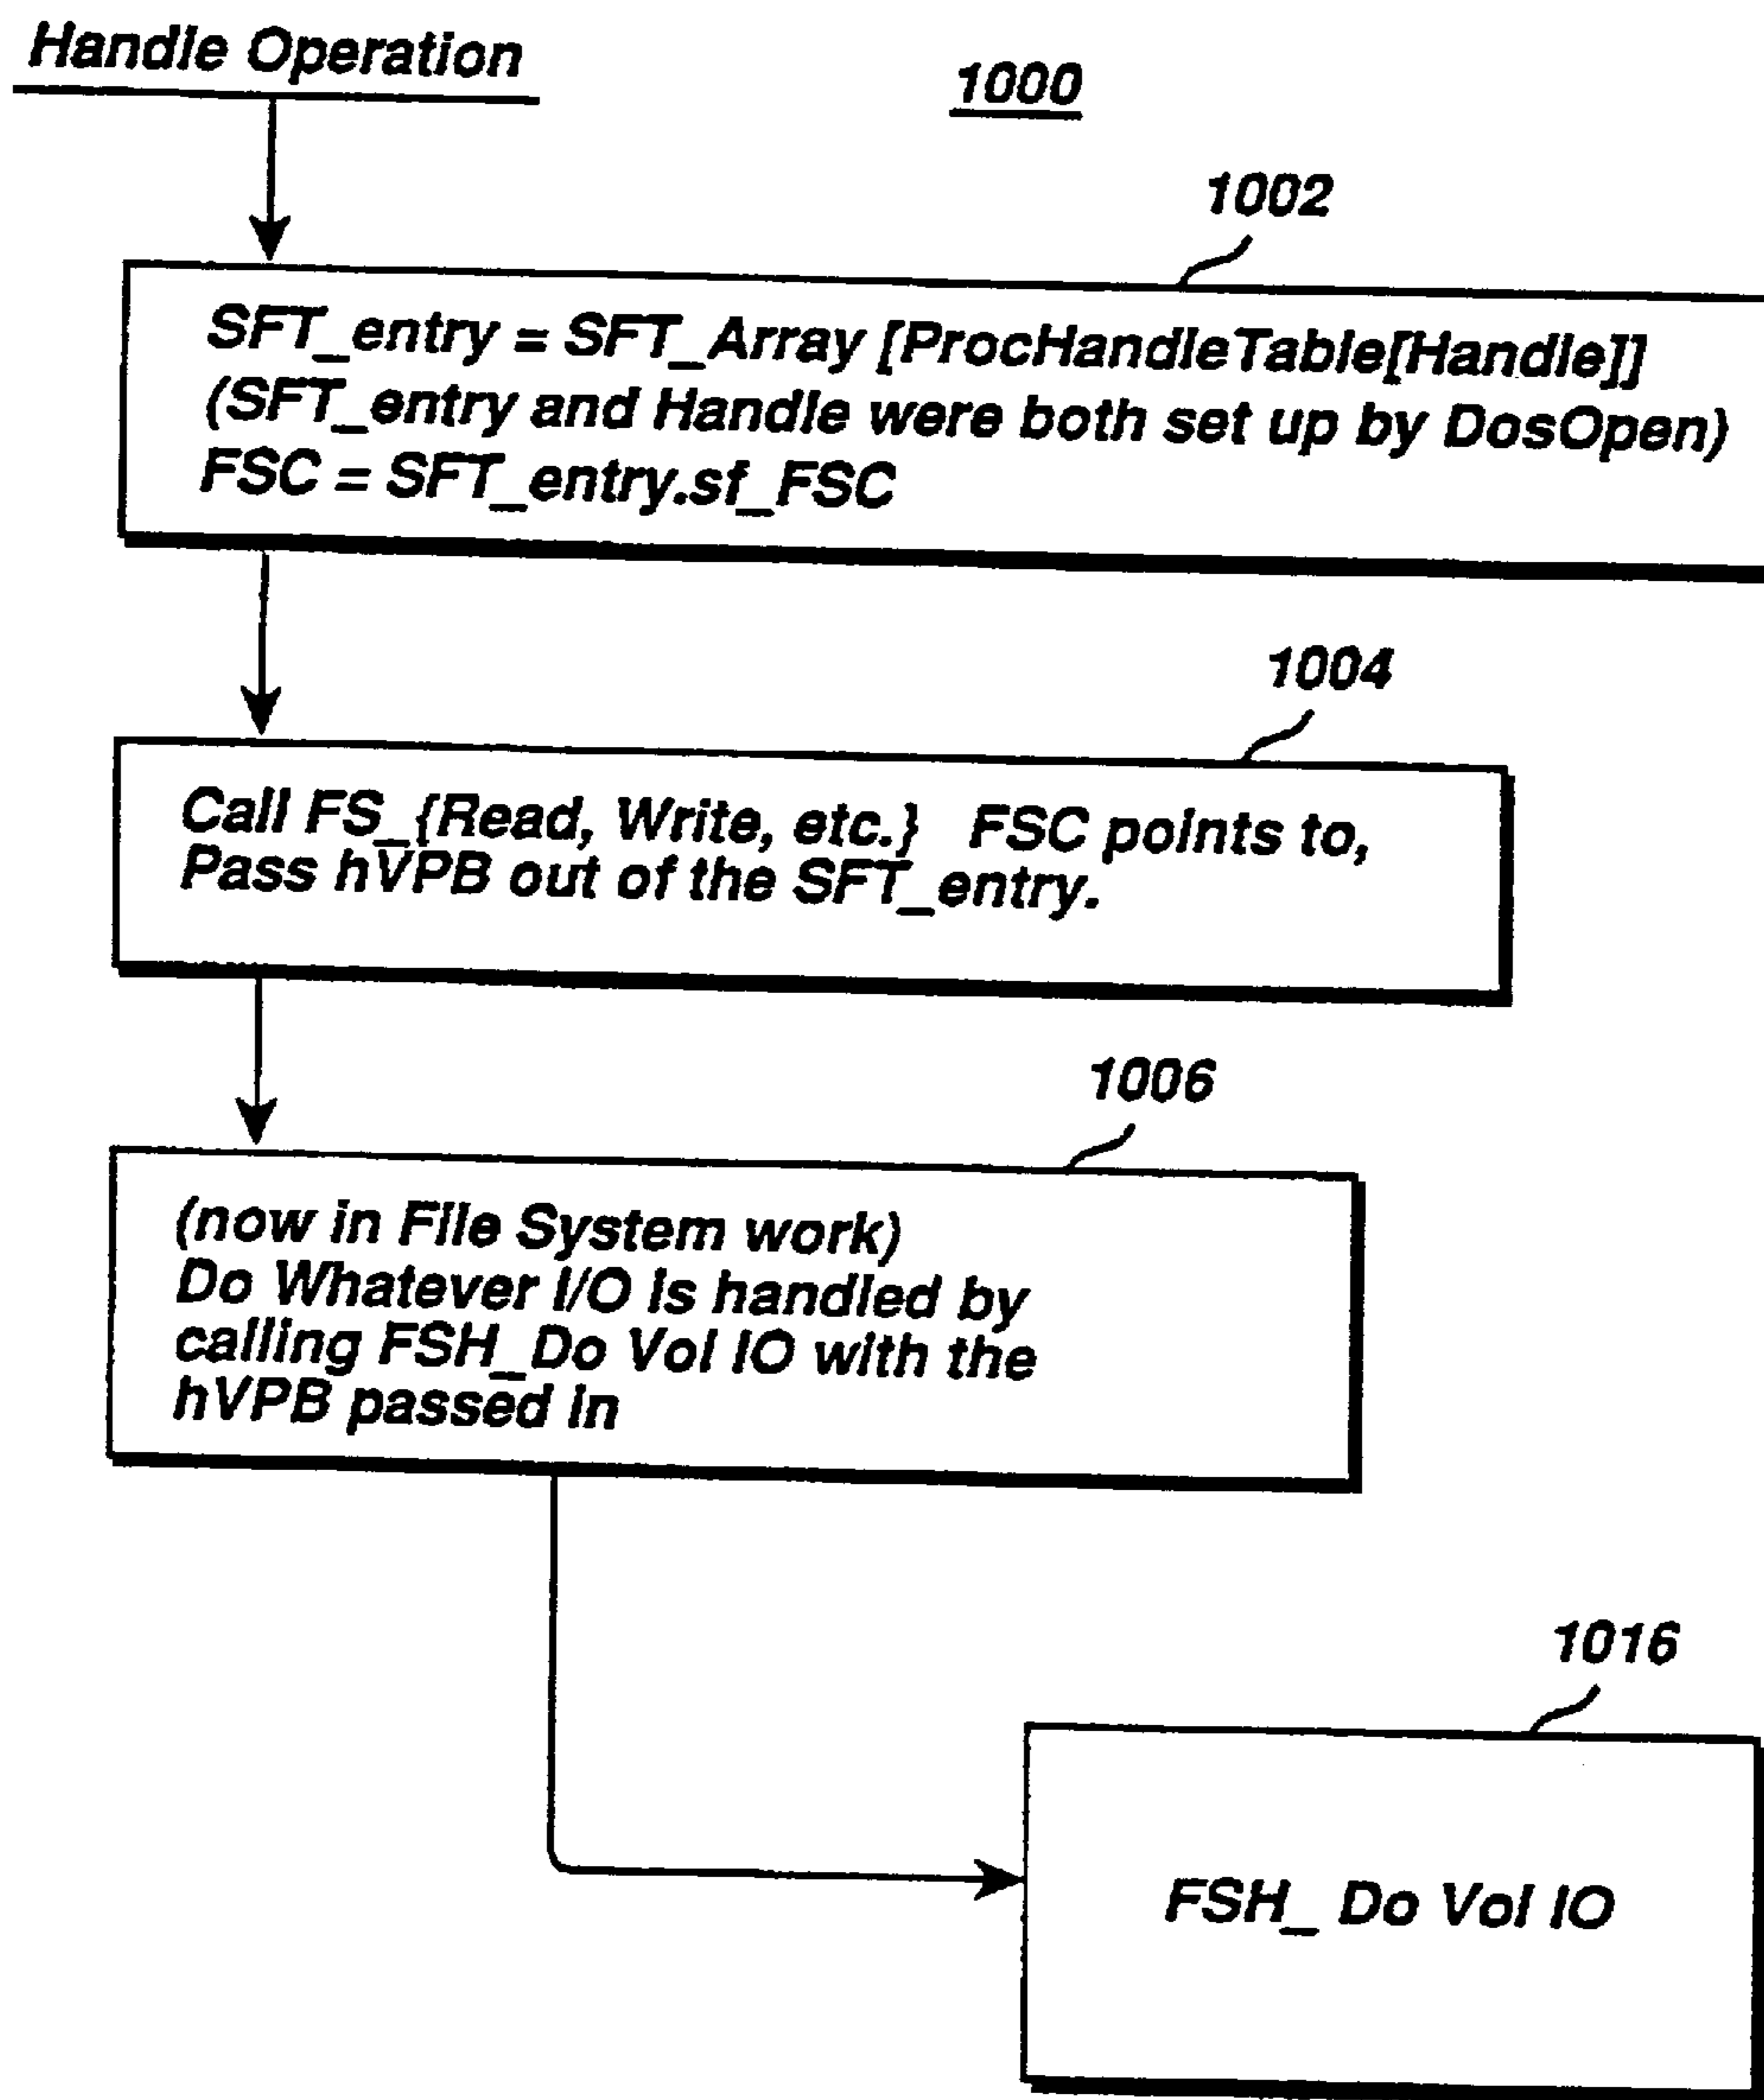 Handle Operation
1000
1002
SFT_entry = SFT_Array [ProcHandleTable[Handle]]
(SFT_entry and Handle were both set up by DosOpen)
FSC = SFT_entry.sf_FSC
1004
Call FS_{Read, Write, etc.} FSC points to,
Pass hVPB out of the SFT_entry.
1006
(now in File System work)
Do Whatever I/O is handled by
calling FSH_Do Vol IO with the
hVPB passed in
1016
FSH_ Do Vol IO